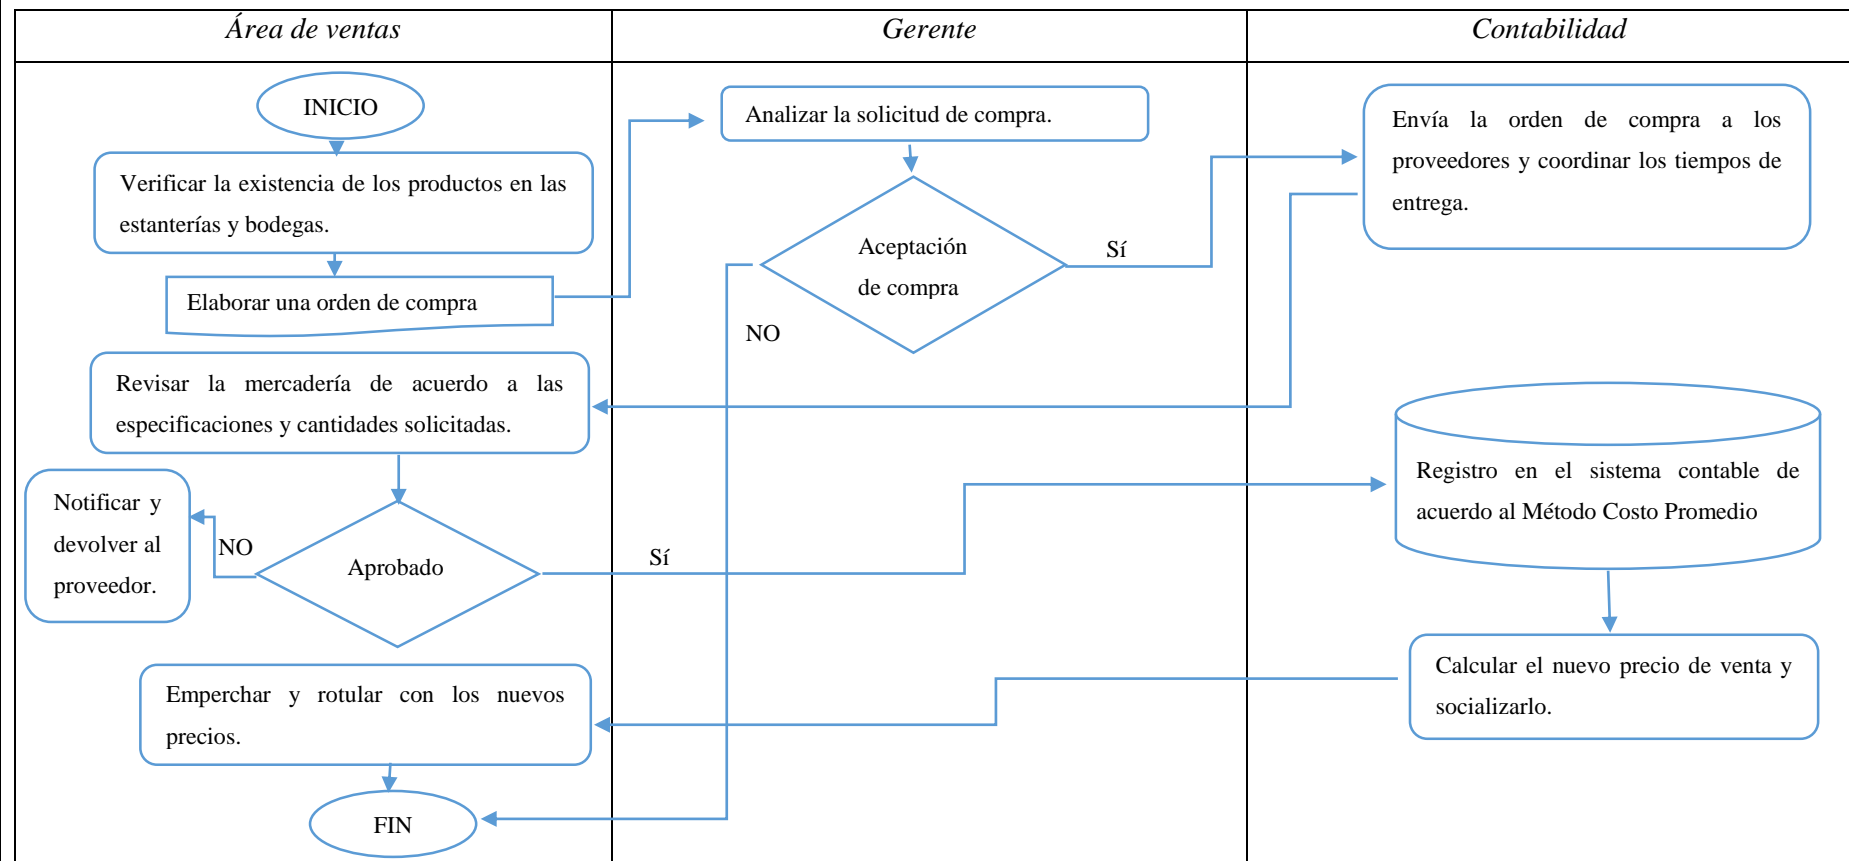 Área de ventas
Gerente
Contabilidad
INICIO
Verificar la existencia de los productos en las
estanterías y bodegas.
Elaborar una orden de compra
Analizar la solicitud de compra.
Aceptación
de compra
Sí
NO
Envía la orden de compra a los
proveedores y coordinar los tiempos de
entrega.
Revisar la mercadería de acuerdo a las
especificaciones y cantidades solicitadas.
Aprobado
NO
Notificar y
devolver al
proveedor.
Sí
Registro en el sistema contable de
acuerdo al Método Costo Promedio
Calcular el nuevo precio de venta y
socializarlo.
Emperchar y rotular con los nuevos
precios.
FIN